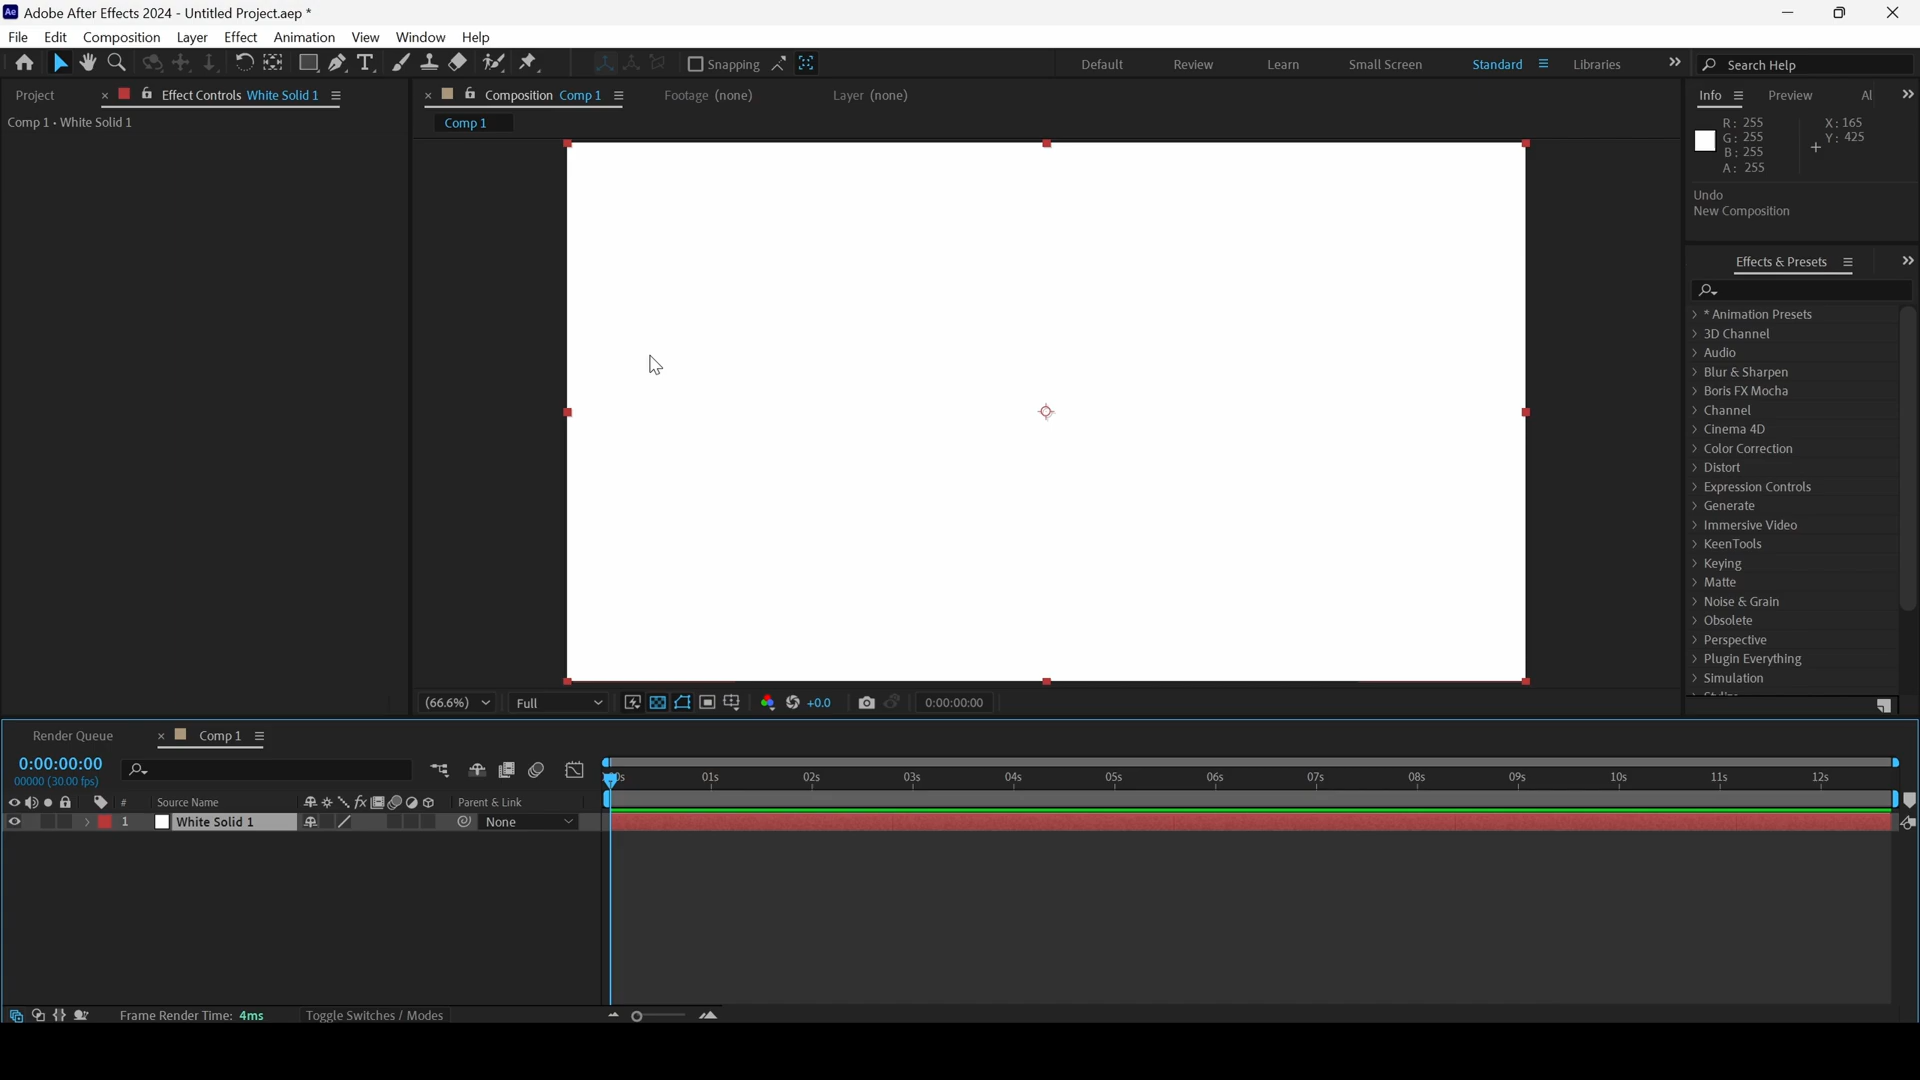 Adobe After Effects 2024 - Untitled Project.aep *
File Edit Composition Layer Effect Animation View Window Help
Snapping Default Review Learn Small Screen Standard Libraries Search Help
Project Effect Controls White Solid 1
Composition Comp 1 Footage (none) Layer (none)
Info Preview
Comp 1 • White Solid 1
Comp 1
R: 255
G: 255
B: 255
A: 255
X: 165
Y: 425
Undo
New Composition
Effects & Presets
* Animation Presets
3D Channel
Audio
Blur & Sharpen
Boris FX Mocha
Channel
Cinema 4D
Color Correction
Distort
Expression Controls
Generate
Immersive Video
KeenTools
Keying
Matte
Noise & Grain
Obsolete
Perspective
Plugin Everything
Simulation
(66.6%) Full +0.0 0:00:00:00
Render Queue Comp 1
0:00:00:00
00000 (30.00 fps)
01s 02s 03s 04s 05s 06s 07s 08s 09s 10s 11s 12s
# Source Name fx Parent & Link
1 White Solid 1 None
Frame Render Time: 4ms Toggle Switches / Modes